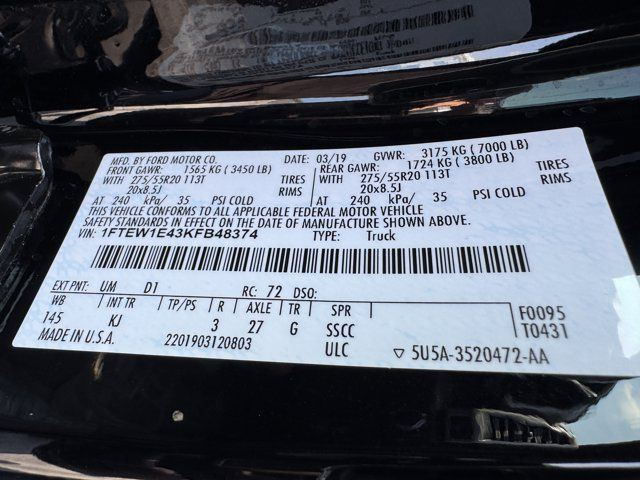 MFD. BY FORD MOTOR CO. DATE: 03/19 GVWR: 3175 KG ( 7000 LB)
FRONT GAWR: 1565 KG ( 3450 LB) REAR GAWR: 1724 KG ( 3800 LB)
WITH 275/55R20 113T TIRES WITH 275/55R20 113T TIRES
20x8.5J RIMS 20x8.5J RIMS
AT 240 kPa/ 35 PSI COLD AT 240 kPa/ 35 PSI COLD
THIS VEHICLE CONFORMS TO ALL APPLICABLE FEDERAL MOTOR VEHICLE
SAFETY STANDARDS IN EFFECT ON THE DATE OF MANUFACTURE SHOWN ABOVE.
VIN: 1FTEW1E43KFB48374 TYPE: Truck
EXT PNT: UM D1 RC: 72 DSO:
WB INT TR TP/PS R AXLE TR SPR F0095
145 KJ 3 27 G SSCC T0431
MADE IN U.S.A. 2201903120803 ULC ▽ 5U5A-3520472-AA